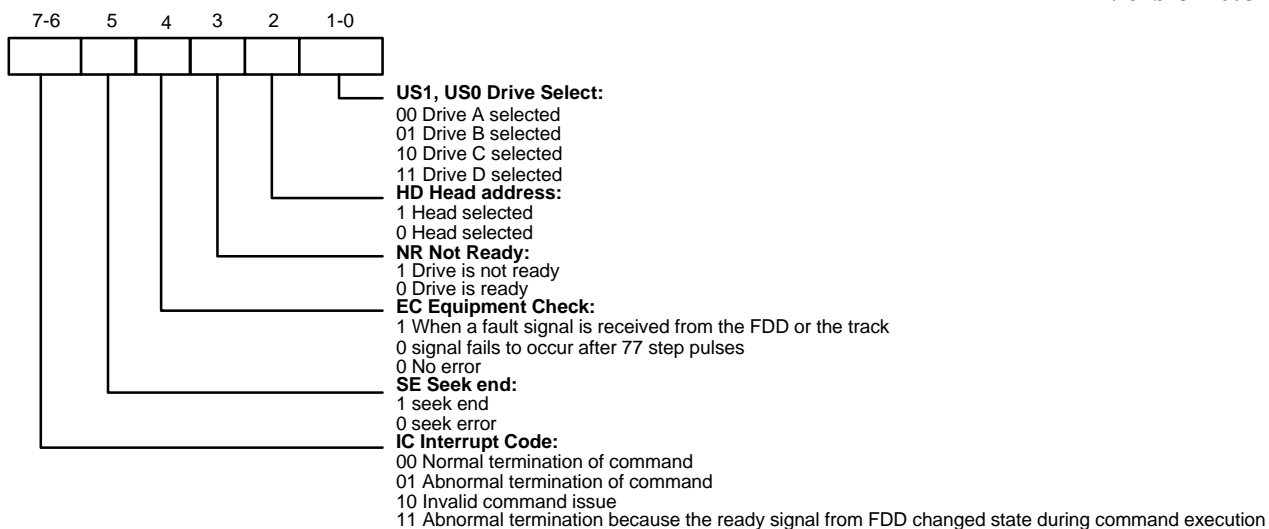 7-6 5 4 3 2 1-0
US1, US0 Drive Select:
00 Drive A selected
01 Drive B selected
10 Drive C selected
11 Drive D selected
HD Head address:
1 Head selected
0 Head selected
NR Not Ready:
1 Drive is not ready
0 Drive is ready
EC Equipment Check:
1 When a fault signal is received from the FDD or the track
0 signal fails to occur after 77 step pulses
0 No error
SE Seek end:
1 seek end
0 seek error
IC Interrupt Code:
00 Normal termination of command
01 Abnormal termination of command
10 Invalid command issue
11 Abnormal termination because the ready signal from FDD changed state during command execution